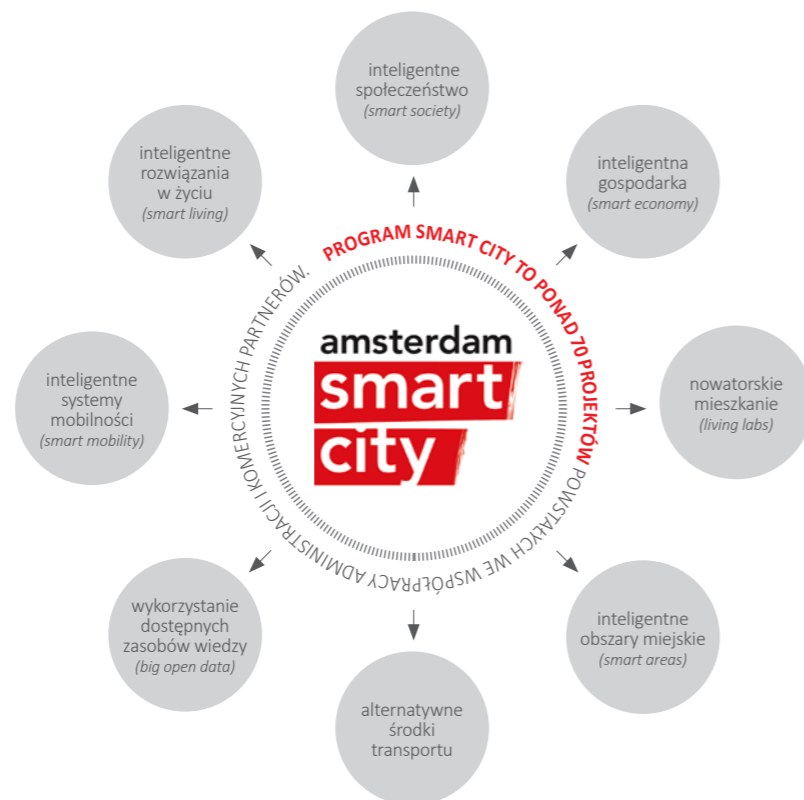 inteligentne
społeczeństwo
(smart society)
inteligentna
gospodarka
(smart economy)
nowatorskie
mieszkanie
(living labs)
inteligentne
obszary miejskie
(smart areas)
alternatywne
środki
transportu
wykorzystanie
dostępnych
zasobów wiedzy
(big open data)
inteligentne
systemy
mobilności
(smart mobility)
inteligentne
rozwiązania
w życiu
(smart living)
PROGRAM SMART CITY TO PONAD 70 PROJEKTÓW POWSTAŁYCH WE WSPÓŁPRACY ADMINISTRACJI I KOMERCYJNYCH PARTNERÓW.
amsterdam
smart
city